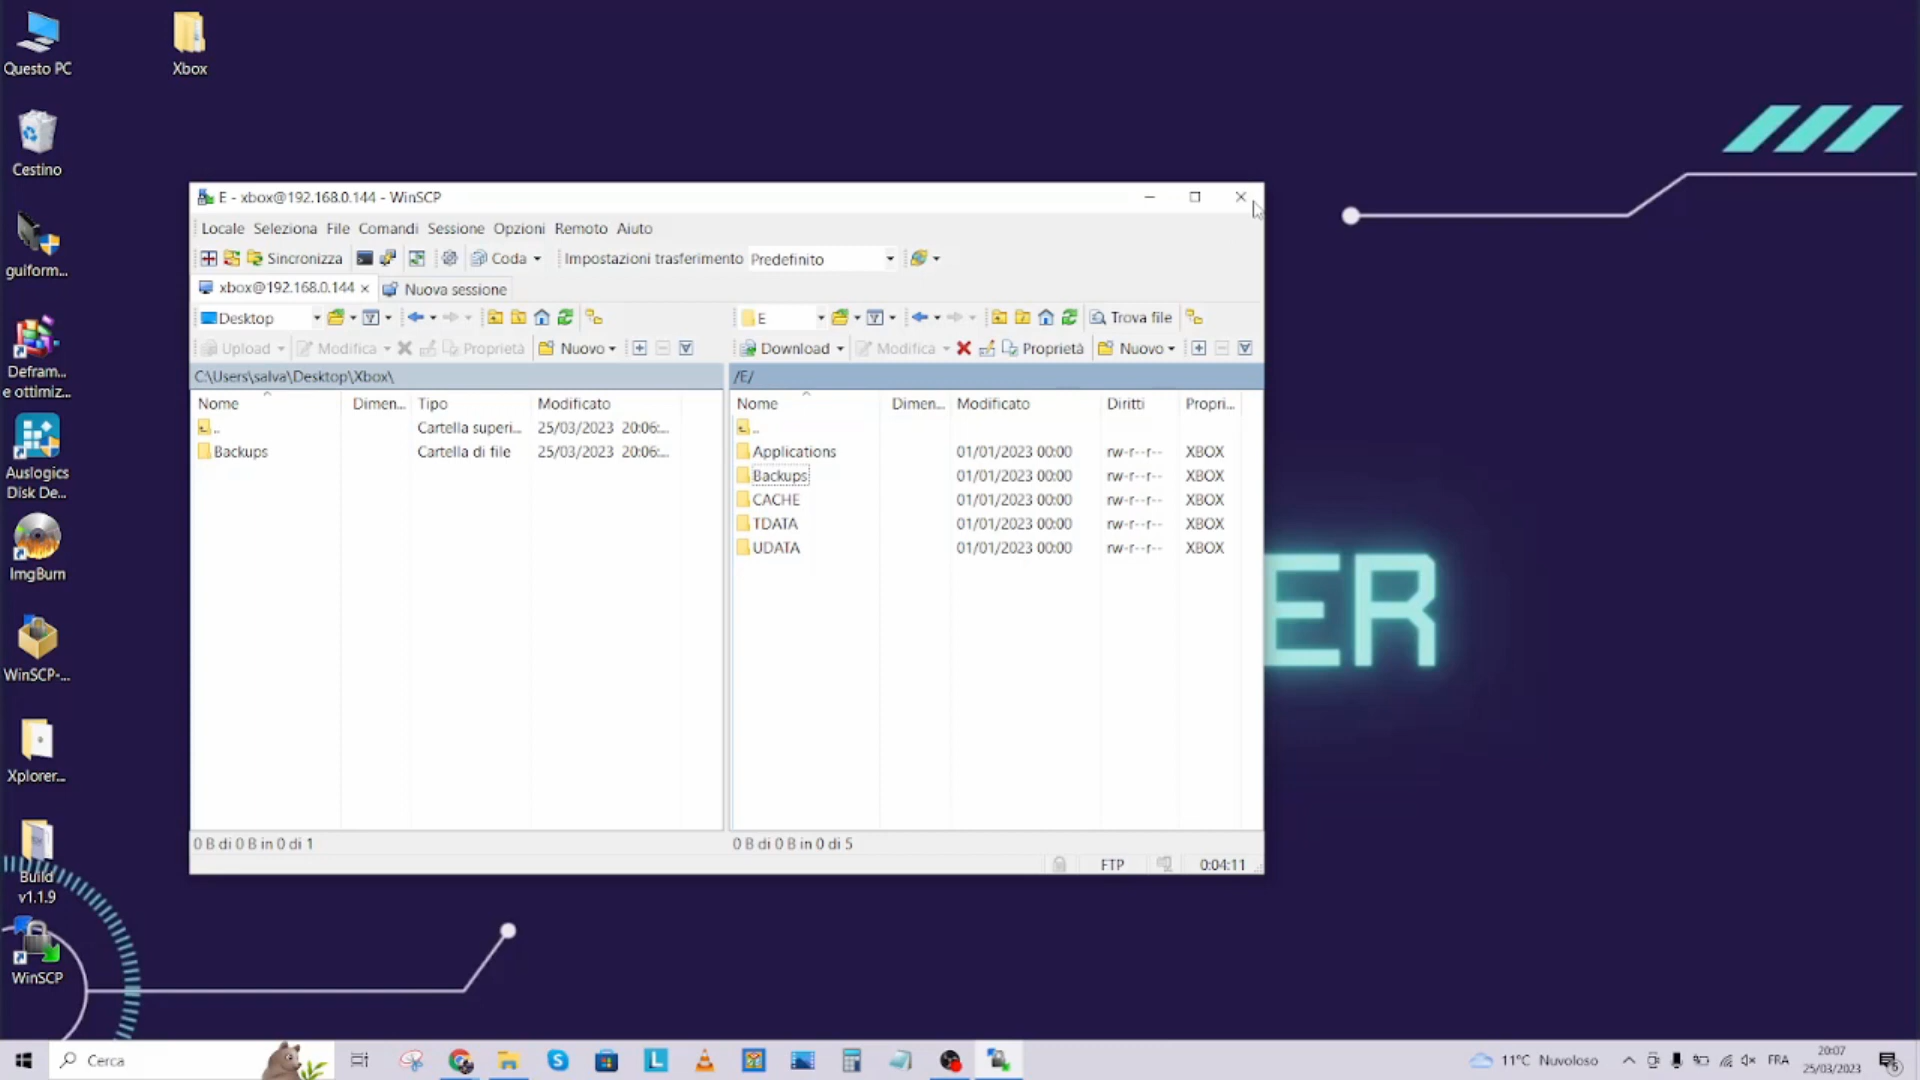 Questo PC
Xbox
Cestino
guiform...
Defram...
e ottimiz...
Auslogics
Disk De...
ImgBurn
WinSCP-...
Xplorer...
Build
v1.1.9
WinSCP
E - xbox@192.168.0.144 - WinSCP
Locale Seleziona File Comandi Sessione Opzioni Remoto Aiuto
Sincronizza Coda Impostazioni trasferimento Predefinito
xbox@192.168.0.144 Nuova sessione
Desktop E Trova file
Upload Modifica Proprietà Nuovo Download Modifica Proprietà Nuovo
C:\Users\salva\Desktop\Xbox\ /E/
Nome Dimen... Tipo Modificato
.. Cartella superi... 25/03/2023 20:06:...
Backups Cartella di file 25/03/2023 20:06:...
0 B di 0 B in 0 di 1
Nome Dimen... Modificato Diritti Propri...
..
Applications 01/01/2023 00:00 rw-r--r-- XBOX
Backups 01/01/2023 00:00 rw-r--r-- XBOX
CACHE 01/01/2023 00:00 rw-r--r-- XBOX
TDATA 01/01/2023 00:00 rw-r--r-- XBOX
UDATA 01/01/2023 00:00 rw-r--r-- XBOX
0 B di 0 B in 0 di 5
FTP 0:04:11
ER
Cerca
11°C Nuvoloso FRA
20:07
25/03/2023
5